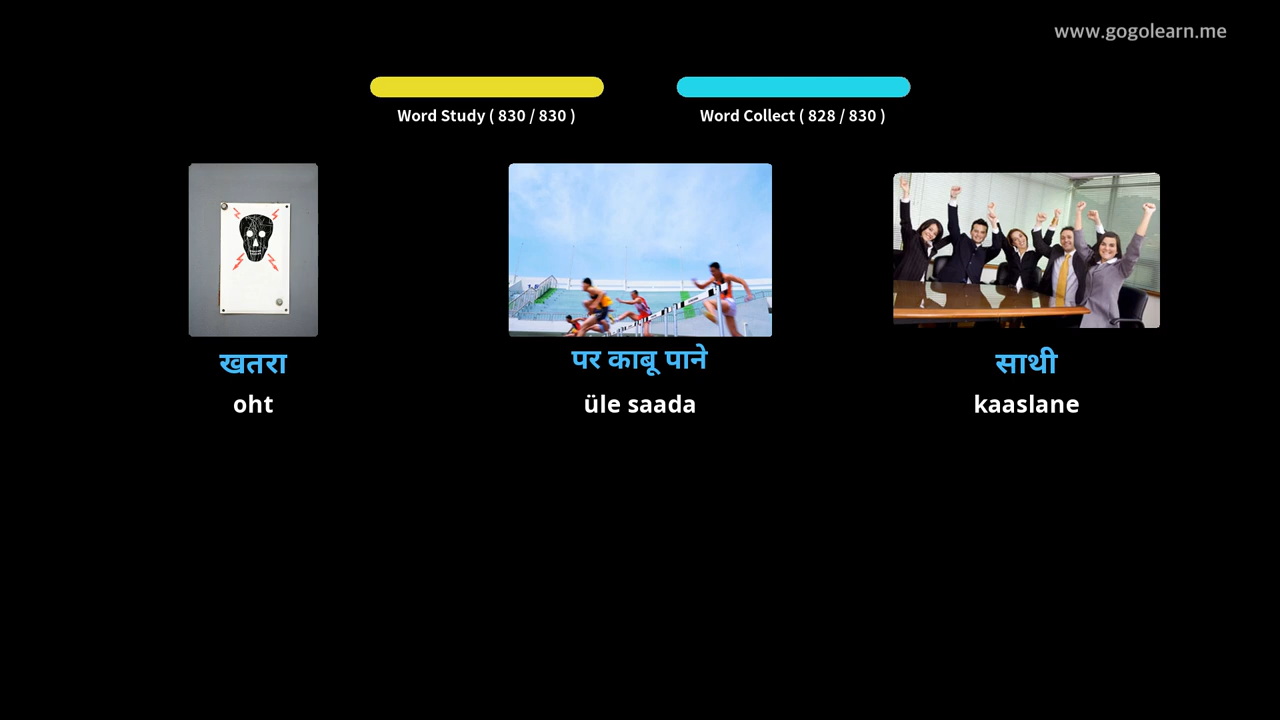 www.gogolearn.me
Word Study ( 830 / 830 )
Word Collect ( 828 / 830 )
खतरा
पर काबू पाने
साथी
oht
üle saada
kaaslane